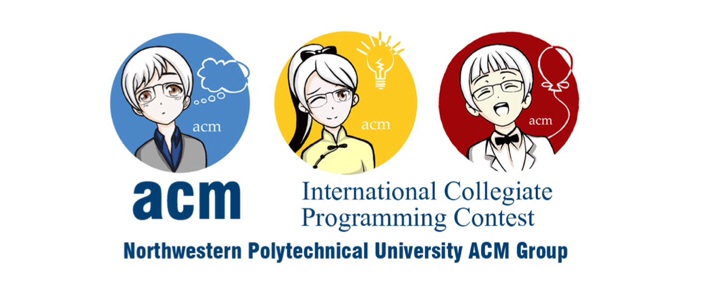 acm
acm
acm
acm
International Collegiate
Programming Contest
Northwestern Polytechnical University ACM Group